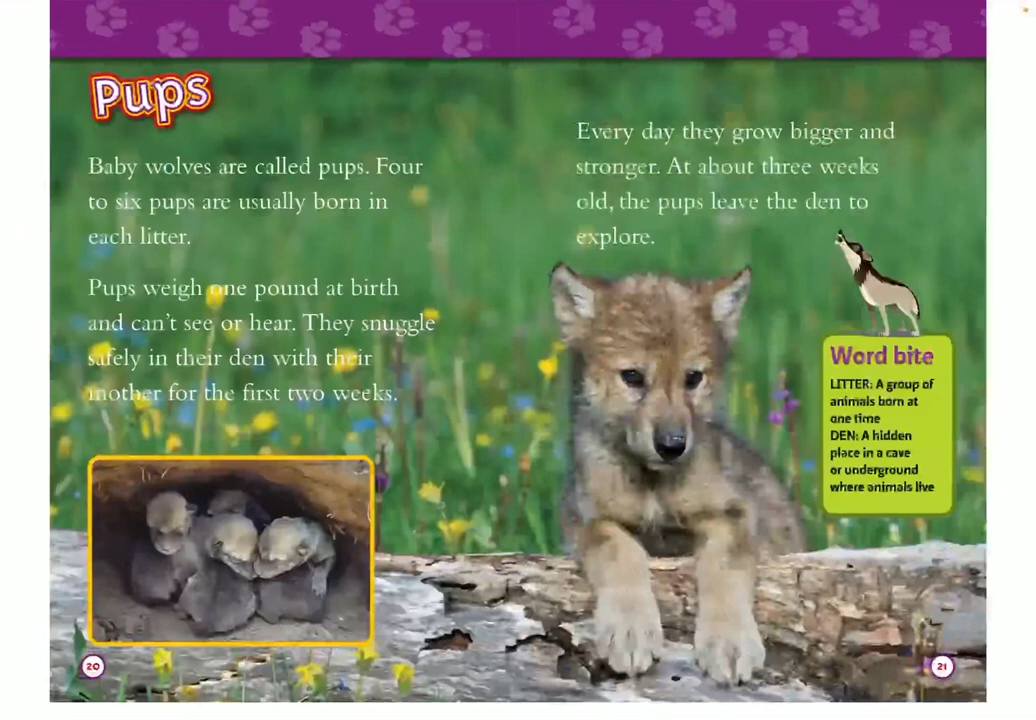 Pups
Baby wolves are called pups. Four
to six pups are usually born in
each litter.
Pups weigh one pound at birth
and can't see or hear. They snuggle
safely in their den with their
mother for the first two weeks.
20
Every day they grow bigger and
stronger. At about three weeks
old, the pups leave the den to
explore.
Word bite
LITTER: A group of
animals born at
one time
DEN: A hidden
place in a cave
or underground
where animals live
21